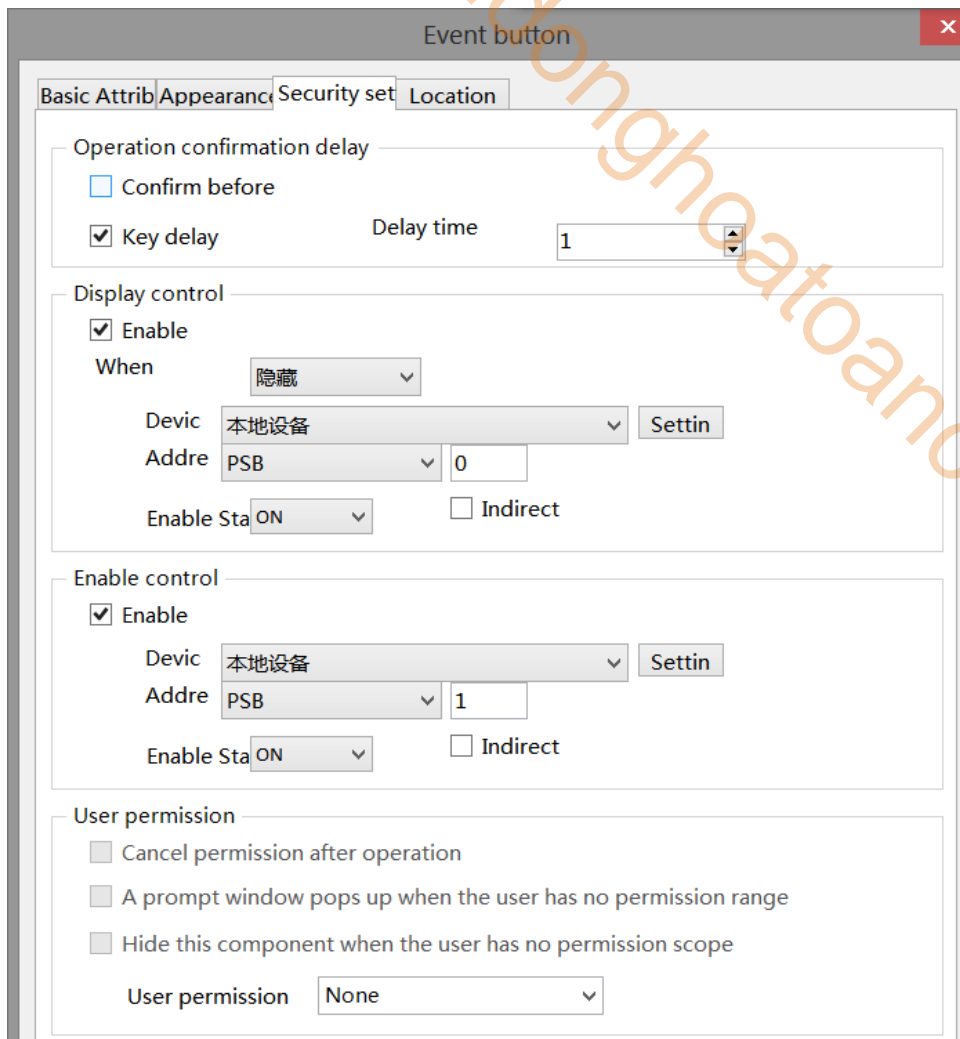 Event button
Basic Attrib Appearance Security set Location
Operation confirmation delay
Confirm before
Key delay Delay time 1
Display control
Enable
When 隐藏
Devic 本地设备 Settin
Addre PSB 0
Enable Sta ON Indirect
Enable control
Enable
Devic 本地设备 Settin
Addre PSB 1
Enable Sta ON Indirect
User permission
Cancel permission after operation
A prompt window pops up when the user has no permission range
Hide this component when the user has no permission scope
User permission None
donghoatoano